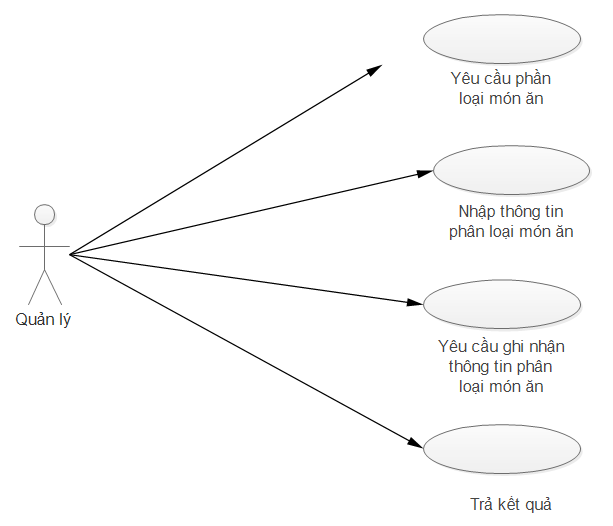 Yêu cầu phần
loại món ăn
Nhập thông tin
phân loại món ăn
Quản lý
Yêu cầu ghi nhận
thông tin phân
loại món ăn
Trả kết quả